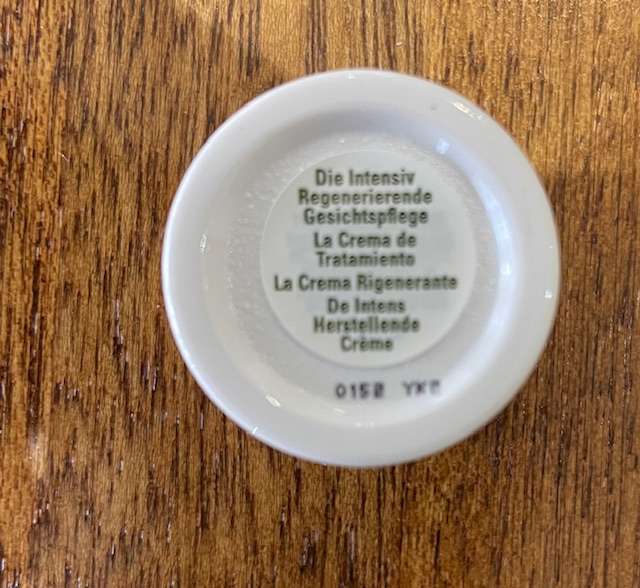 Die Intensiv
Regenerierende
Gesichtspflege
La Crema de
Tratamiento
La Crema Rigenerante
De Intens
Herstellende
Crème